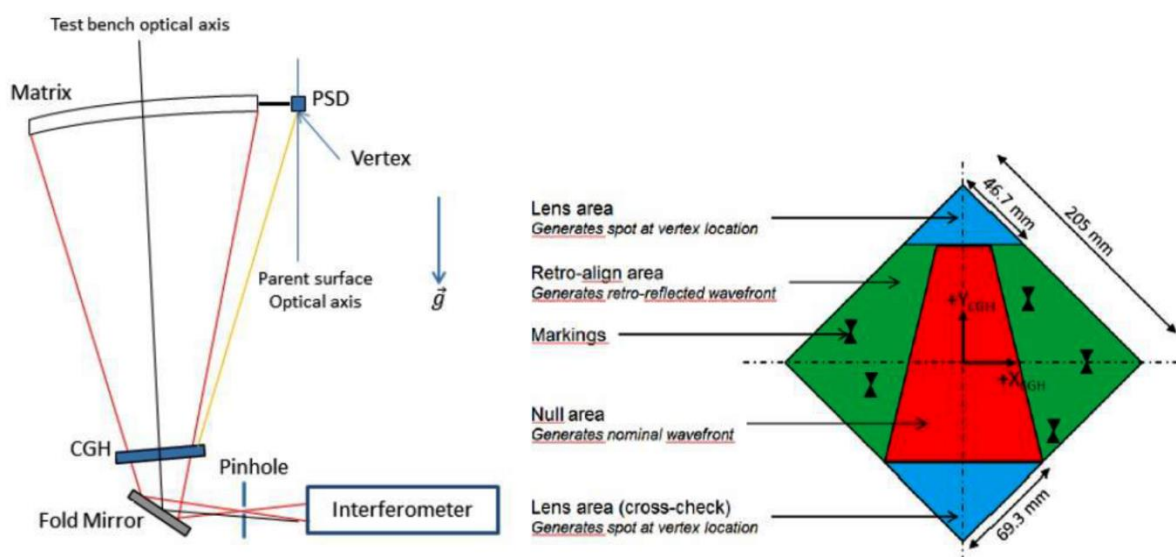 Test bench optical axis
Matrix
PSD
Vertex
Parent surface
Optical axis
g
CGH
Pinhole
Fold Mirror
Interferometer
Lens area
Generates spot at vertex location
Retro-align area
Generates retro-reflected wavefront
Markings
Null area
Generates nominal wavefront
Lens area (cross-check)
Generates spot at vertex location
46.7 mm
205 mm
+Y CGH
+X CGH
69.3 mm